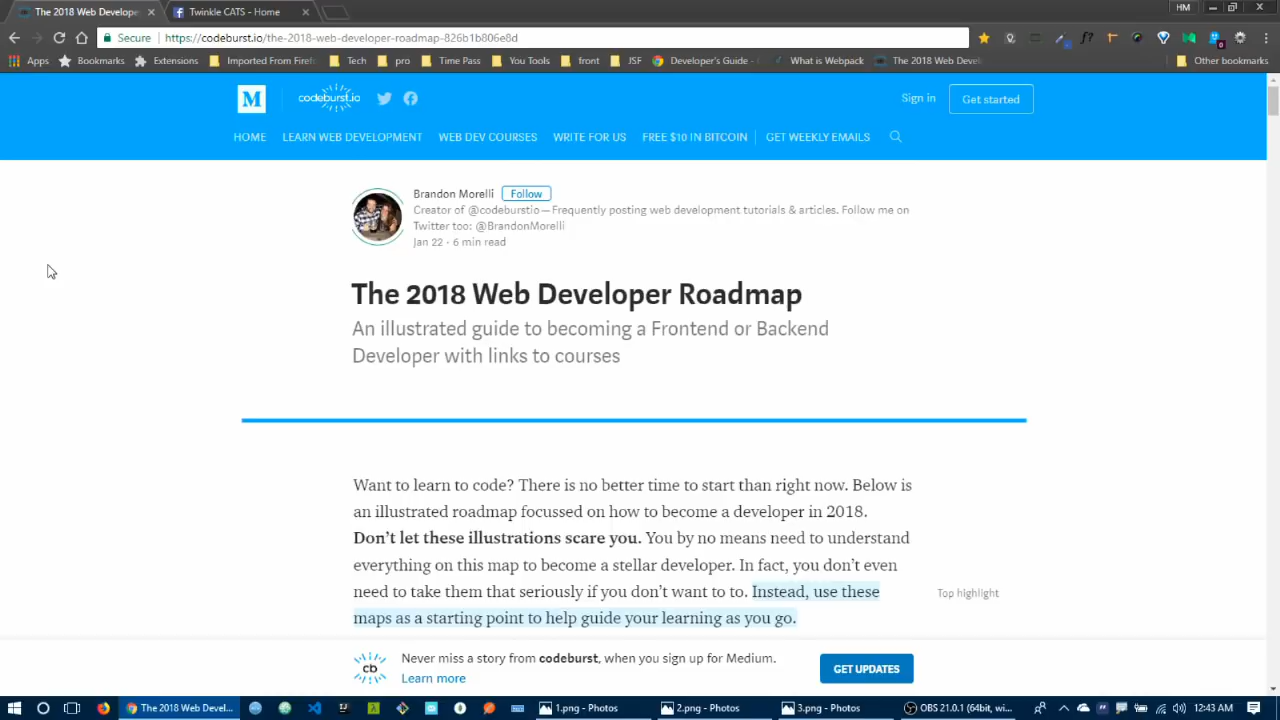 The 2018 Web Develope
Twinkle CATS - Home
HM
Secure
https://codeburst.io/the-2018-web-developer-roadmap-826b1b806e8d
Apps
Bookmarks
Extensions
Imported From Firef
Tech
pro
Time Pass
You Tools
front
JSF
Developer's Guide -
What is Webpack
The 2018 Web Devel
Other bookmarks
M
codeburst.io
Sign in
Get started
HOME
LEARN WEB DEVELOPMENT
WEB DEV COURSES
WRITE FOR US
FREE $10 IN BITCOIN
GET WEEKLY EMAILS
Brandon Morelli
Follow
Creator of @codeburstio—Frequently posting web development tutorials & articles. Follow me on
Twitter too: @BrandonMorelli
Jan 22 · 6 min read
The 2018 Web Developer Roadmap
An illustrated guide to becoming a Frontend or Backend
Developer with links to courses
Want to learn to code? There is no better time to start than right now. Below is
an illustrated roadmap focussed on how to become a developer in 2018.
Don’t let these illustrations scare you. You by no means need to understand
everything on this map to become a stellar developer. In fact, you don’t even
need to take them that seriously if you don’t want to to. Instead, use these
maps as a starting point to help guide your learning as you go.
Top highlight
cb
Never miss a story from codeburst, when you sign up for Medium.
Learn more
GET UPDATES
The 2018 Web Devel...
1.png - Photos
2.png - Photos
3.png - Photos
OBS 21.0.1 (64bit, wi...
12:43 AM